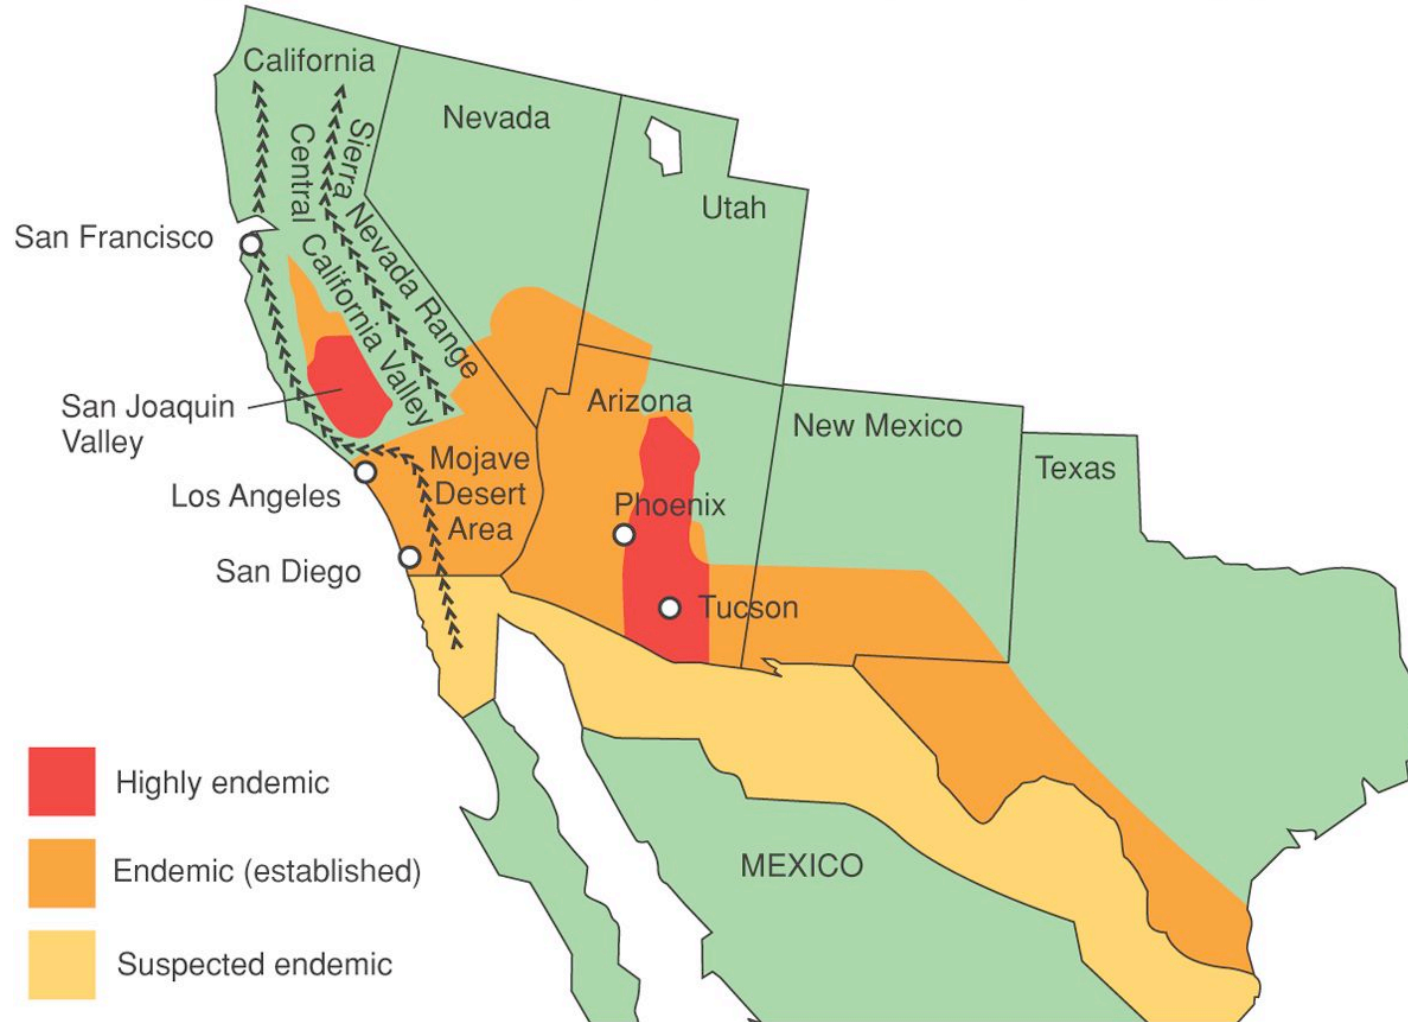 California
Nevada
Utah
Sierra Nevada Range
Central California Valley
San Francisco
San Joaquin
Valley
Arizona
New Mexico
Texas
Mojave
Desert
Area
Los Angeles
Phoenix
San Diego
Tucson
MEXICO
Highly endemic
Endemic (established)
Suspected endemic